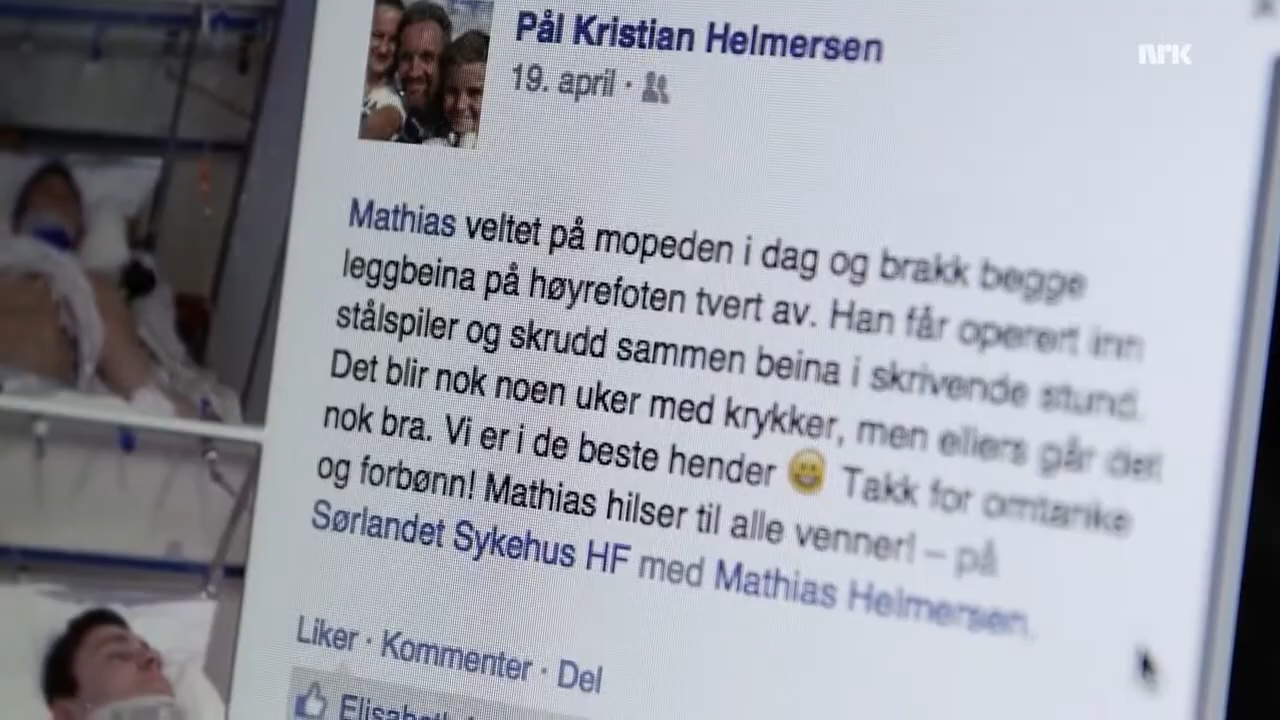 Pål Kristian Helmersen
nrk
19. april ·
Mathias veltet på mopeden i dag og brakk begge
leggbeina på høyrefoten tvert av. Han får operert inn
stålspiler og skrudd sammen beina i skrivende stund.
Det blir nok noen uker med krykker, men ellers går det
nok bra. Vi er i de beste hender 😀 Takk for omtanke
og forbønn! Mathias hilser til alle venner! – på
Sørlandet Sykehus HF med Mathias Helmersen.
Liker · Kommenter · Del